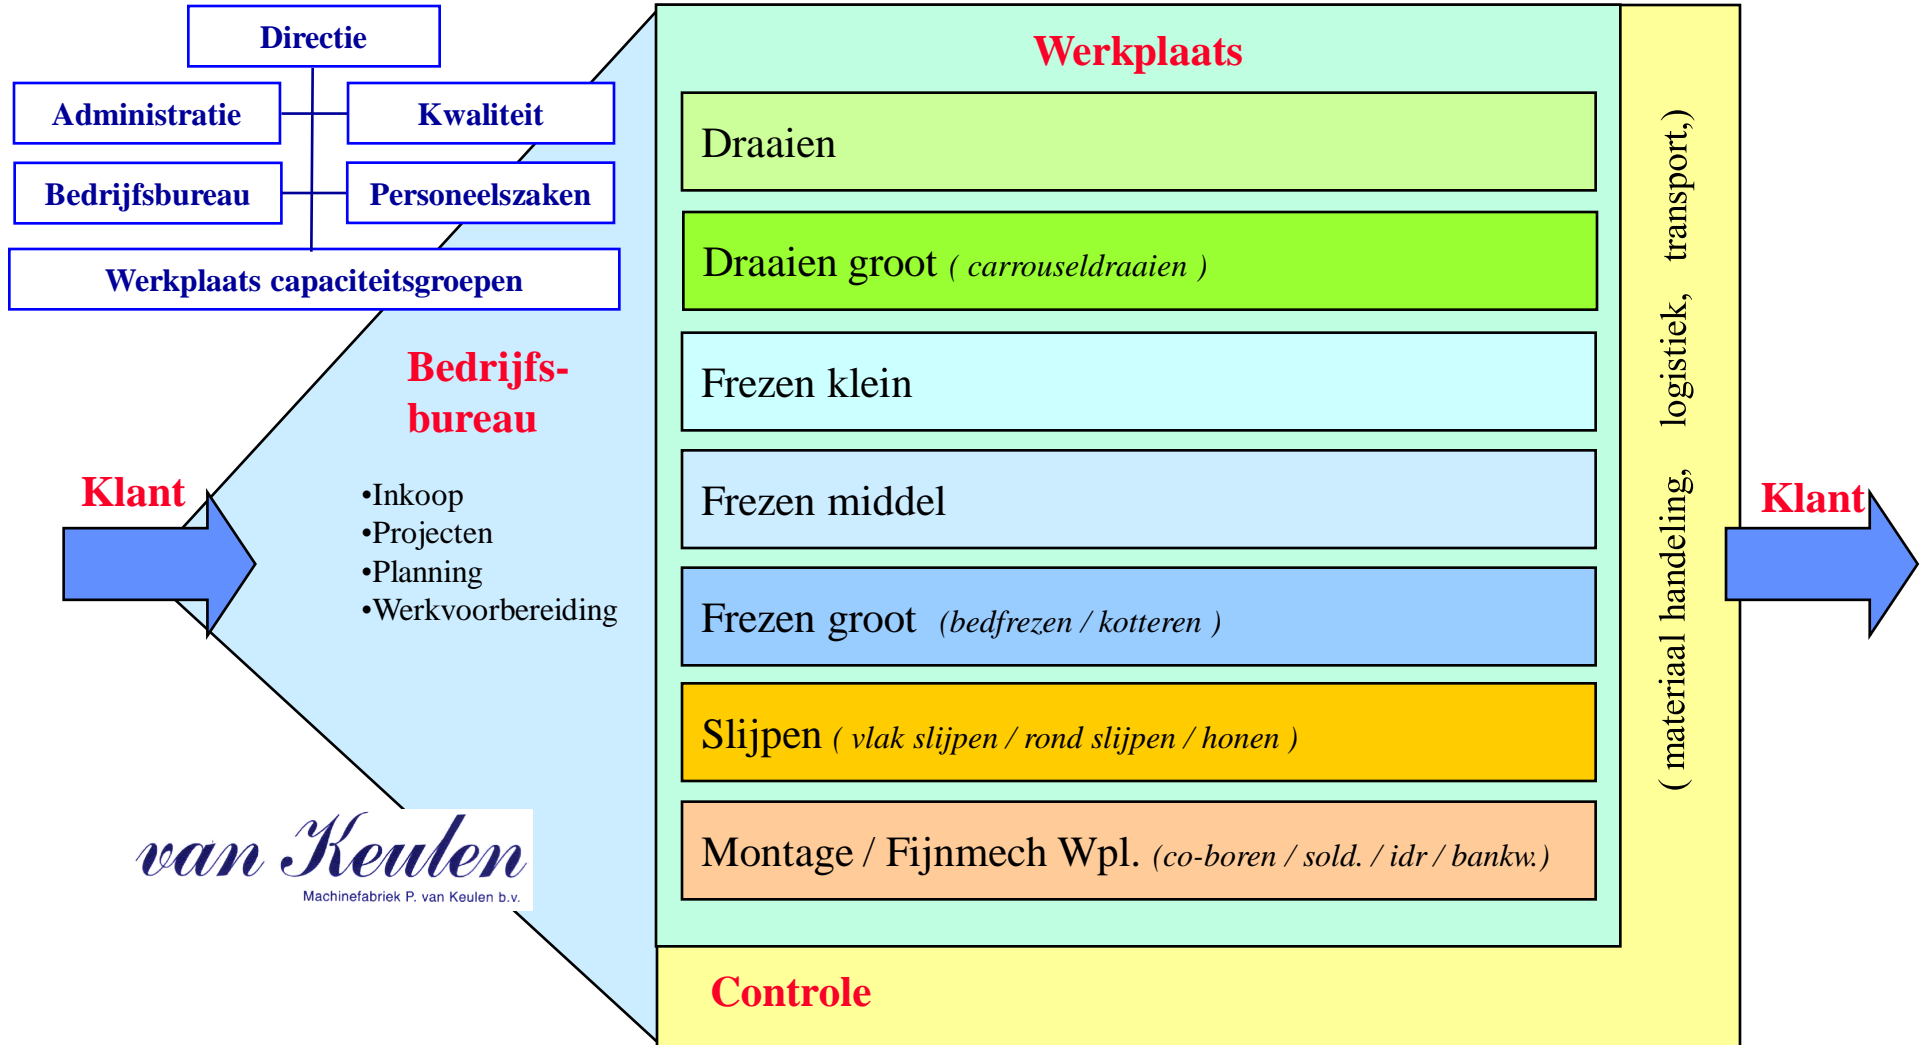 Directie
Administratie
Kwaliteit
Bedrijfsbureau
Personeelszaken
Werkplaats capaciteitsgroepen
Klant
Bedrijfs-
bureau
•Inkoop
•Projecten
•Planning
•Werkvoorbereiding
van Keulen
Machinefabriek P. van Keulen b.v.
Werkplaats
Draaien
Draaien groot ( carrouseldraaien )
Frezen klein
Frezen middel
Frezen groot (bedfrezen / kotteren )
Slijpen ( vlak slijpen / rond slijpen / honen )
Montage / Fijnmech Wpl. (co-boren / sold. / idr / bankw.)
Controle
( materiaal handeling, logistiek, transport,)
Klant